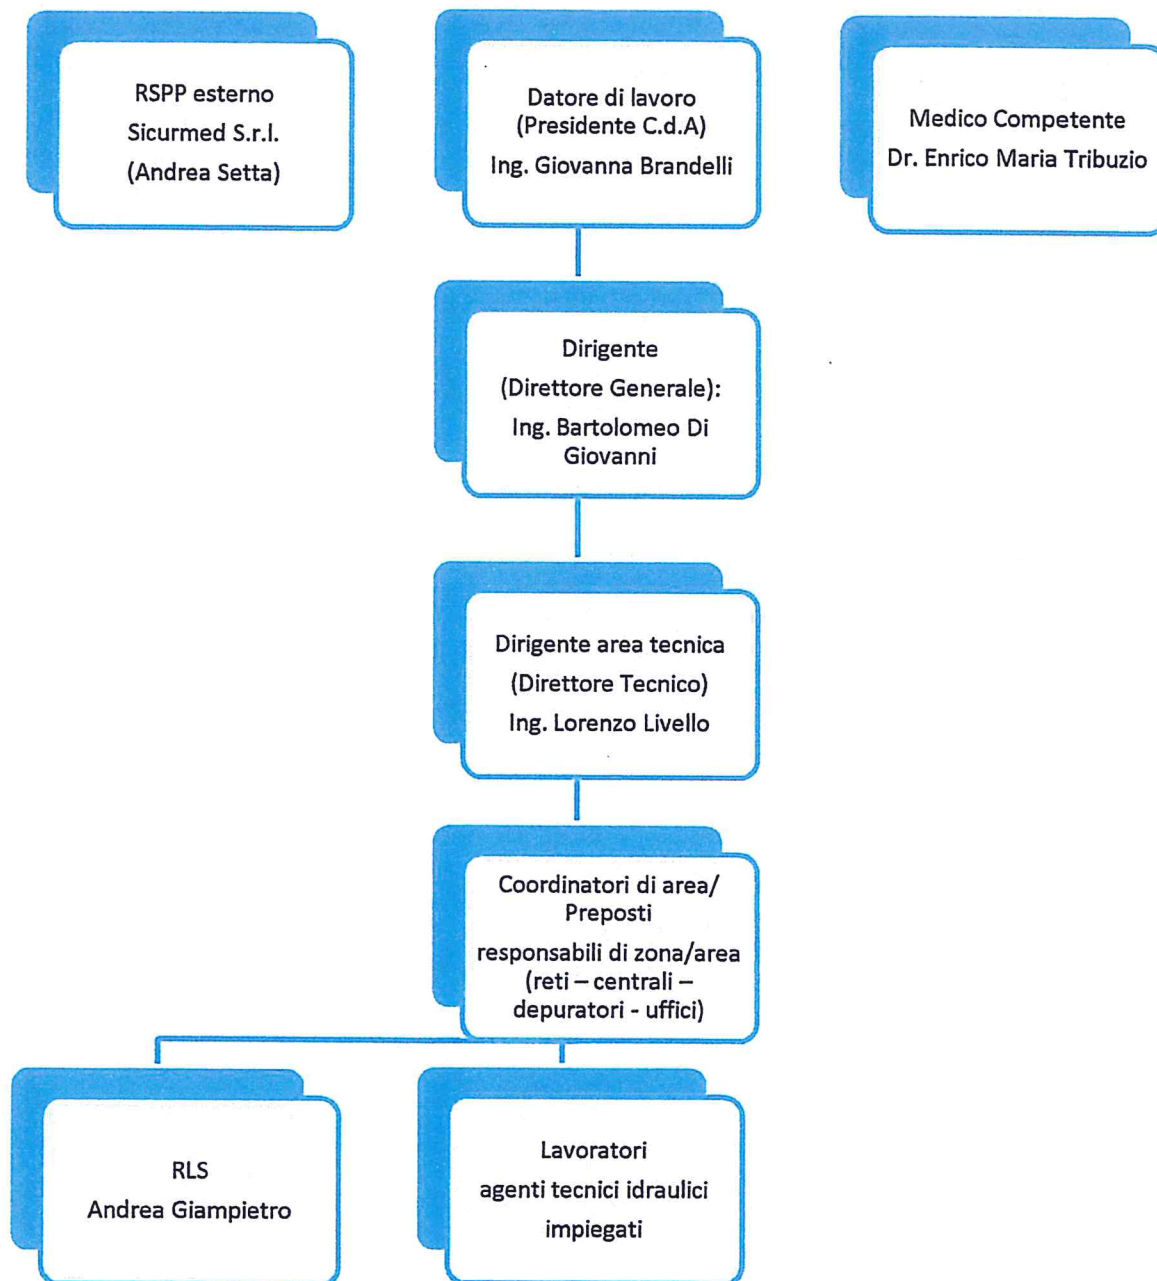 RSPP esterno
Sicurmed S.r.l.
(Andrea Setta)
Datore di lavoro
(Presidente C.d.A)
Ing. Giovanna Brandelli
Medico Competente
Dr. Enrico Maria Tribuzio
Dirigente
(Direttore Generale):
Ing. Bartolomeo Di
Giovanni
Dirigente area tecnica
(Direttore Tecnico)
Ing. Lorenzo Livello
Coordinatori di area/
Preposti
responsabili di zona/area
(reti – centrali –
depuratori - uffici)
RLS
Andrea Giampietro
Lavoratori
agenti tecnici idraulici
impiegati